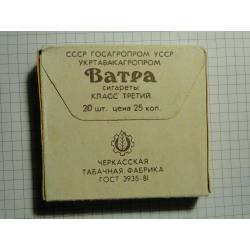 СССР ГОСАГРОПРОМ УССР
УКРТАБАКАГРОПРОМ
Ватра
сигареты
КЛАСС ТРЕТИЙ
20 шт. цена 25 коп.
ЧЕРКАССКАЯ
ТАБАЧНАЯ ФАБРИКА
ГОСТ 3935-81